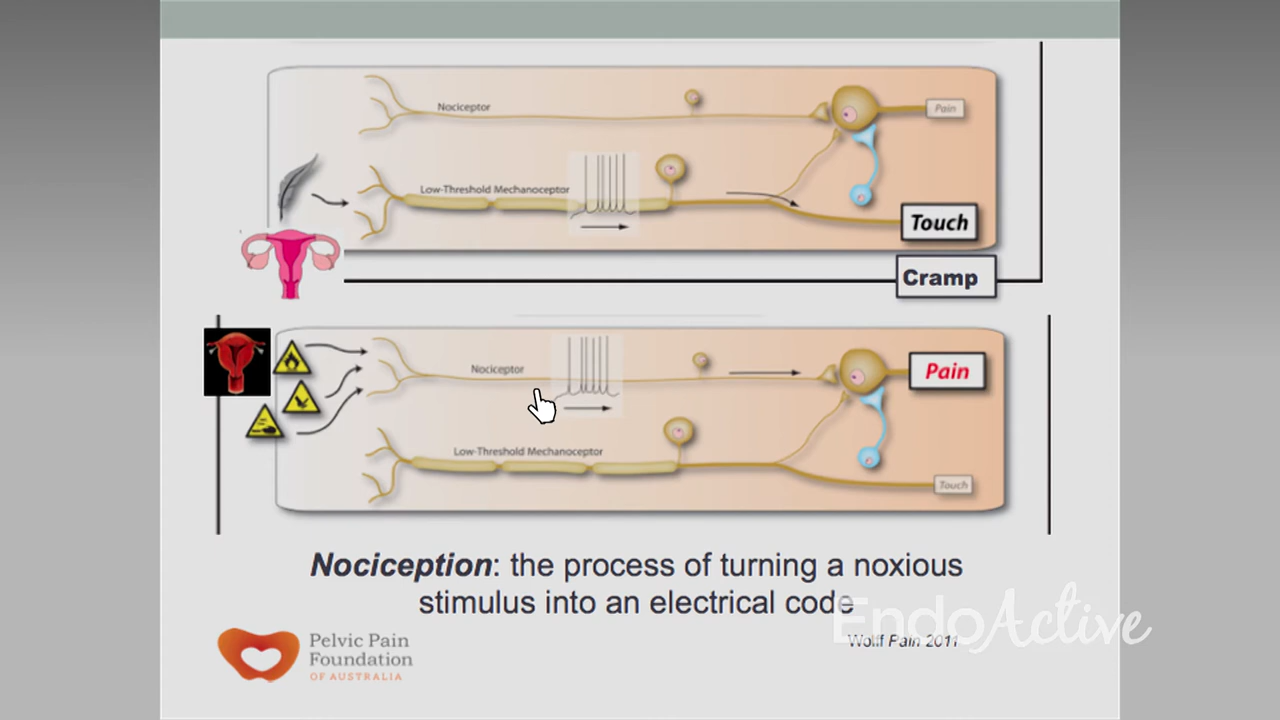 Nociceptor
Pain
Low-Threshold Mechanoceptor
Touch
Cramp
Nociceptor
Pain
Low-Threshold Mechanoceptor
Touch
Nociception: the process of turning a noxious
stimulus into an electrical code
EndoActive
Wolff Pain 2011
Pelvic Pain
Foundation
OF AUSTRALIA